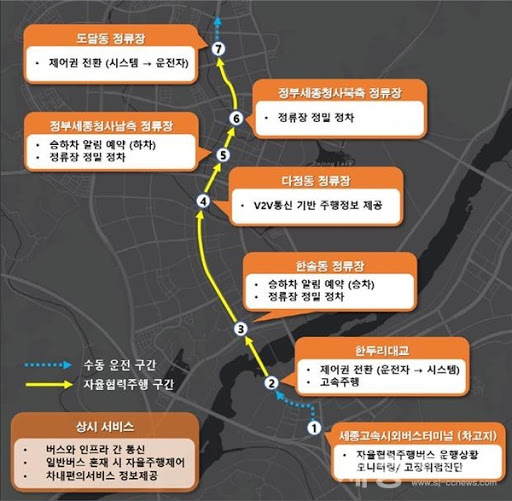 도담동 정류장
제어권 전환 (시스템 → 운전자)
7
정부세종청사북측 정류장
정류장 정밀 정차
6
정부세종청사남측 정류장
승하차 알림 예약 (하차)
정류장 정밀 정차
5
다정동 정류장
V2V통신 기반 주행정보 제공
4
한솔동 정류장
승하차 알림 예약 (승차)
정류장 정밀 정차
3
수동 운전 구간
자율협력주행 구간
한두리대교
제어권 전환 (운전자 → 시스템)
고속주행
2
상시 서비스
버스와 인프라 간 통신
일반버스 혼재 시 자율주행제어
차내편의서비스 정보제공
1
세종고속시외버스터미널 (차고지)
자율협력주행버스 운행상황
모니터링/ 고장위험진단